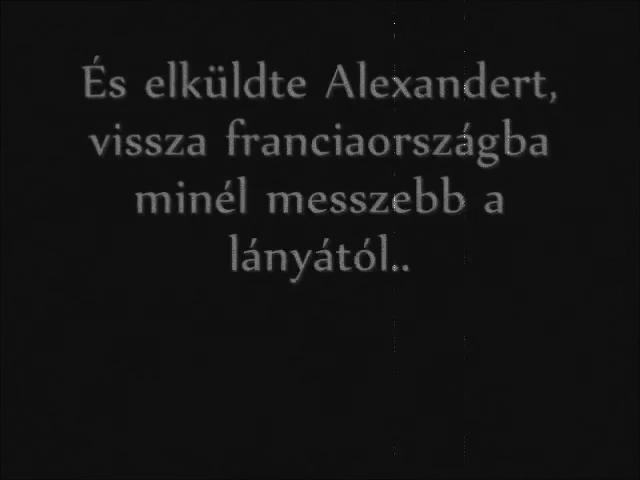 És elküldte Alexandert,
vissza franciaországba
minél messzebb a
lányától..